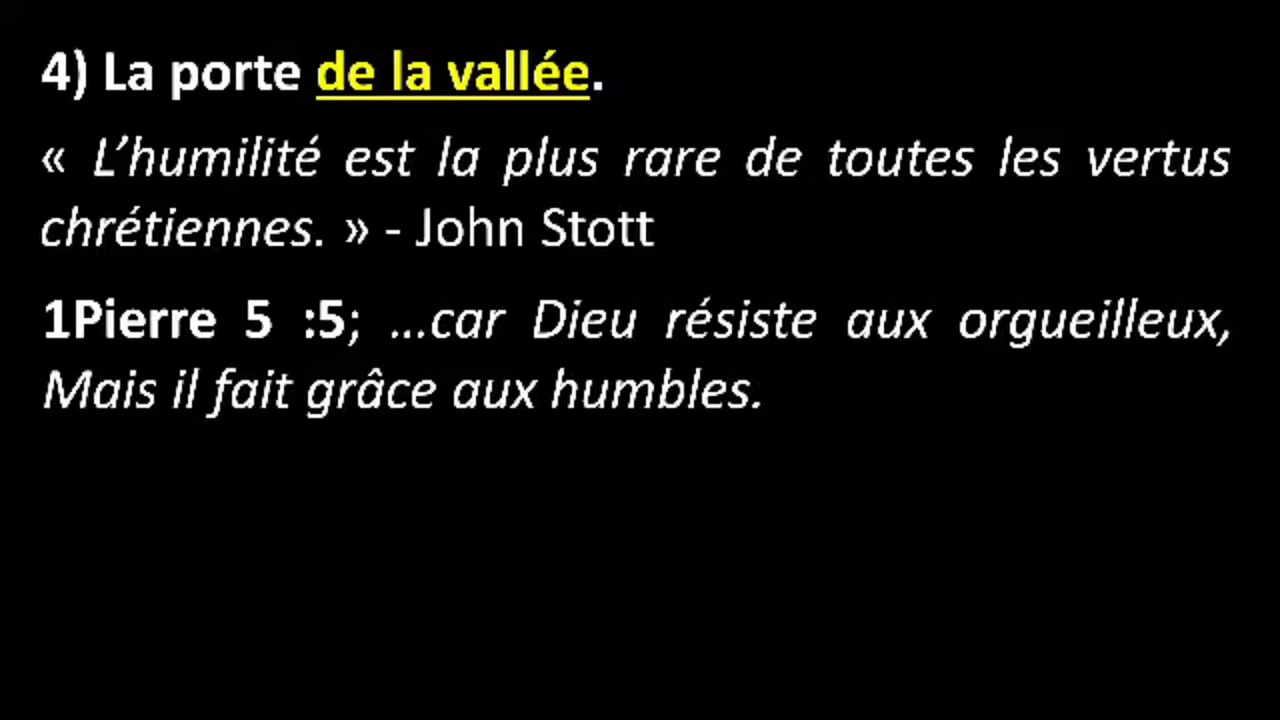 4) La porte de la vallée.
« L’humilité est la plus rare de toutes les vertus
chrétiennes. » - John Stott
1Pierre 5 :5; …car Dieu résiste aux orgueilleux,
Mais il fait grâce aux humbles.